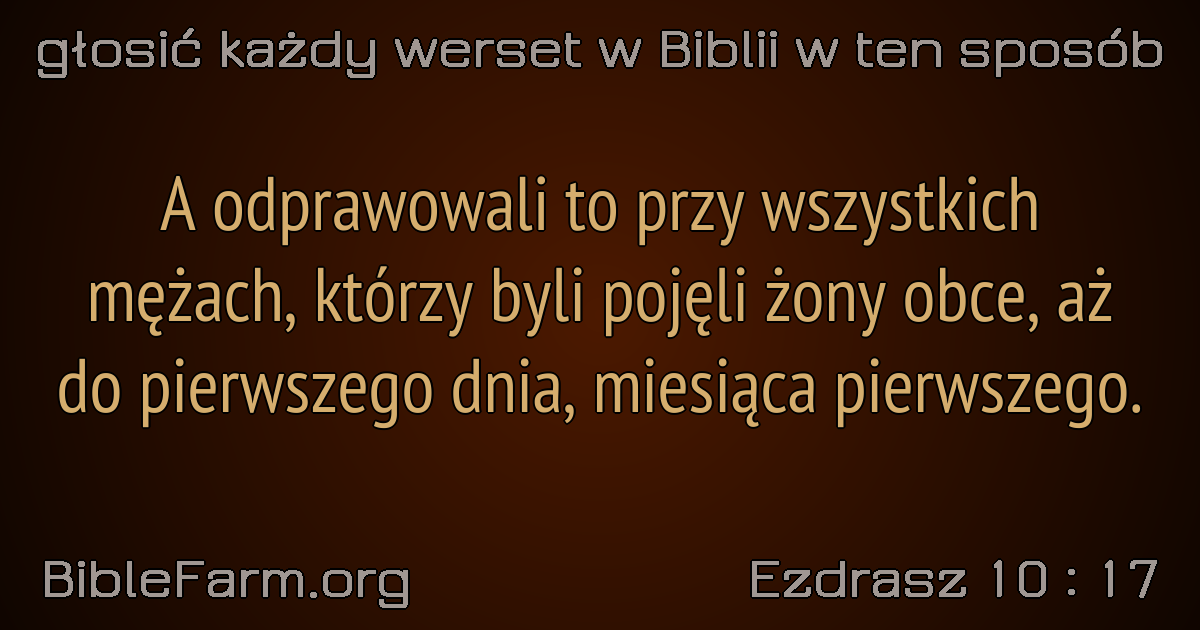 głosić każdy werset w Biblii w ten sposób
A odprawowali to przy wszystkich
mężach, którzy byli pojęli żony obce, aż
do pierwszego dnia, miesiąca pierwszego.
BibleFarm.org
Ezdrasz 10 : 17